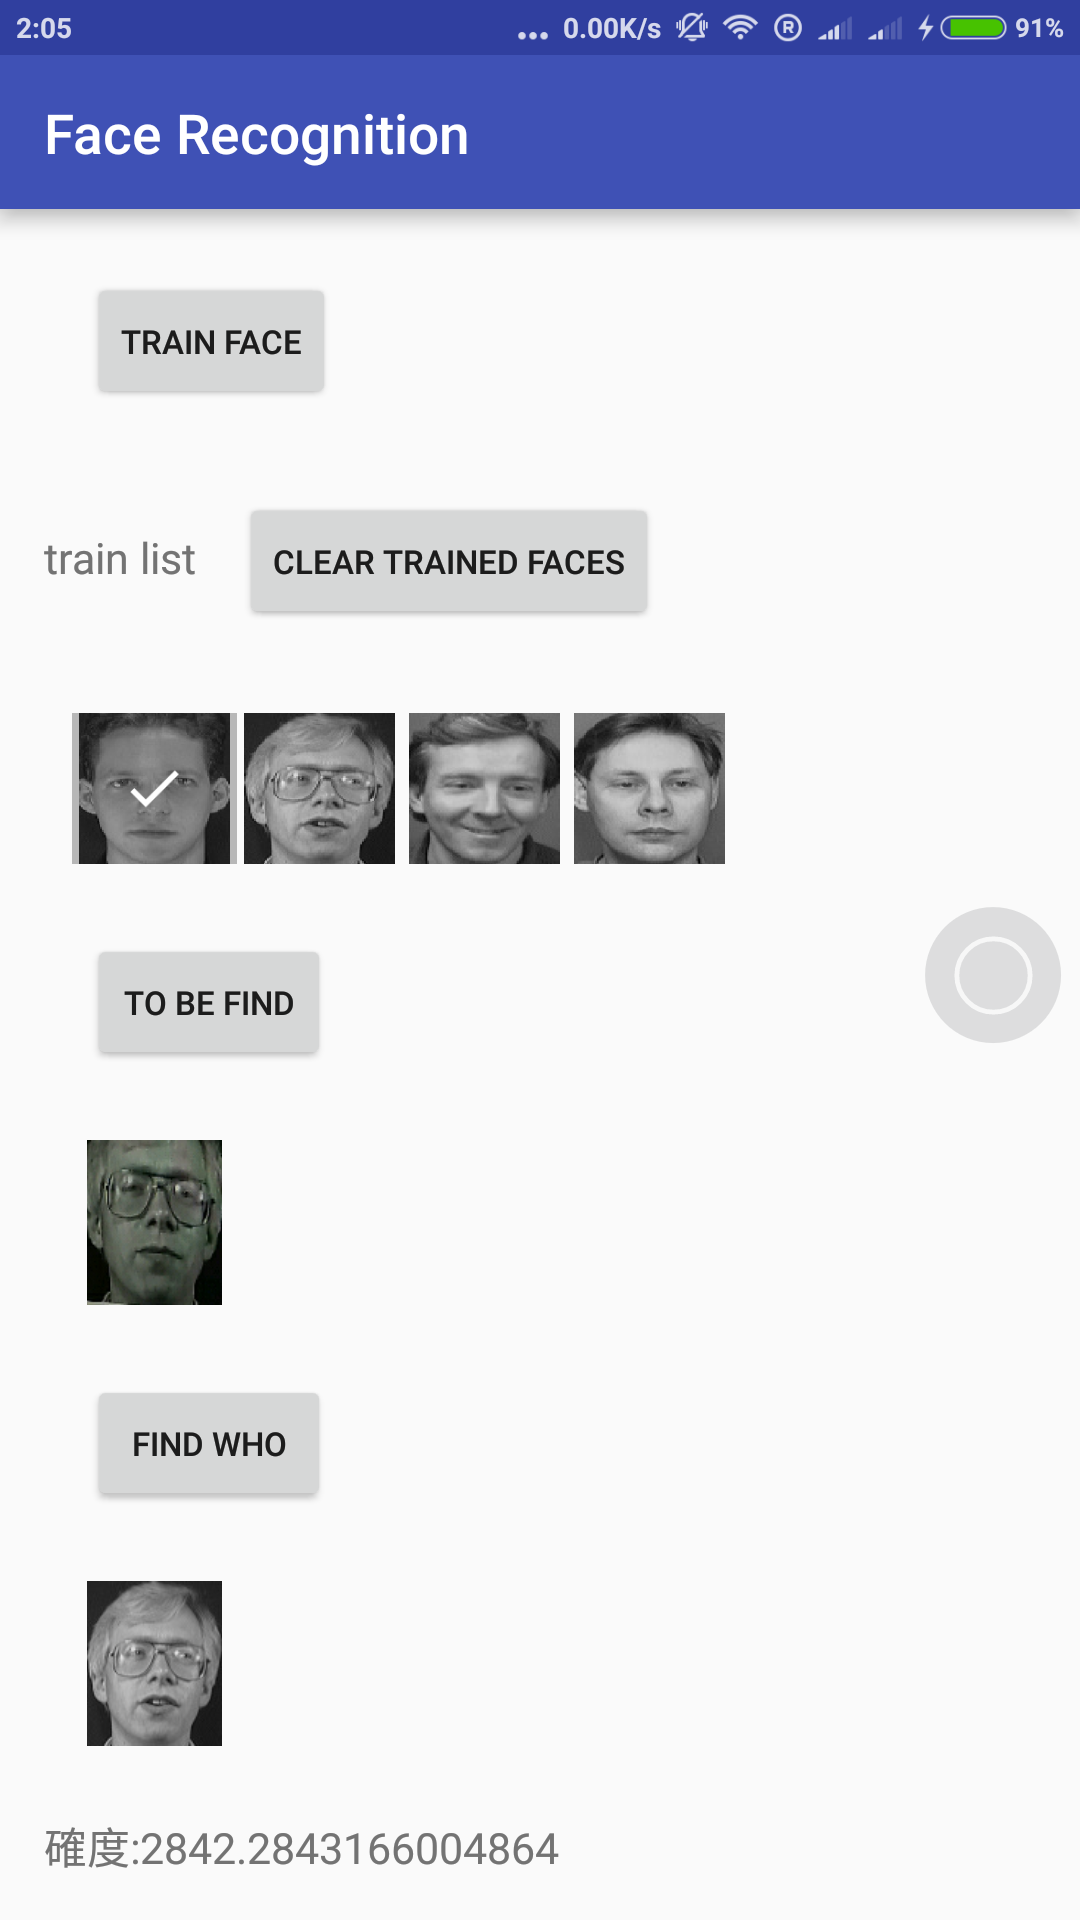 2:05 ... 0.00K/s R 91%
Face Recognition
TRAIN FACE
train list CLEAR TRAINED FACES
TO BE FIND
FIND WHO
確度:2842.2843166004864